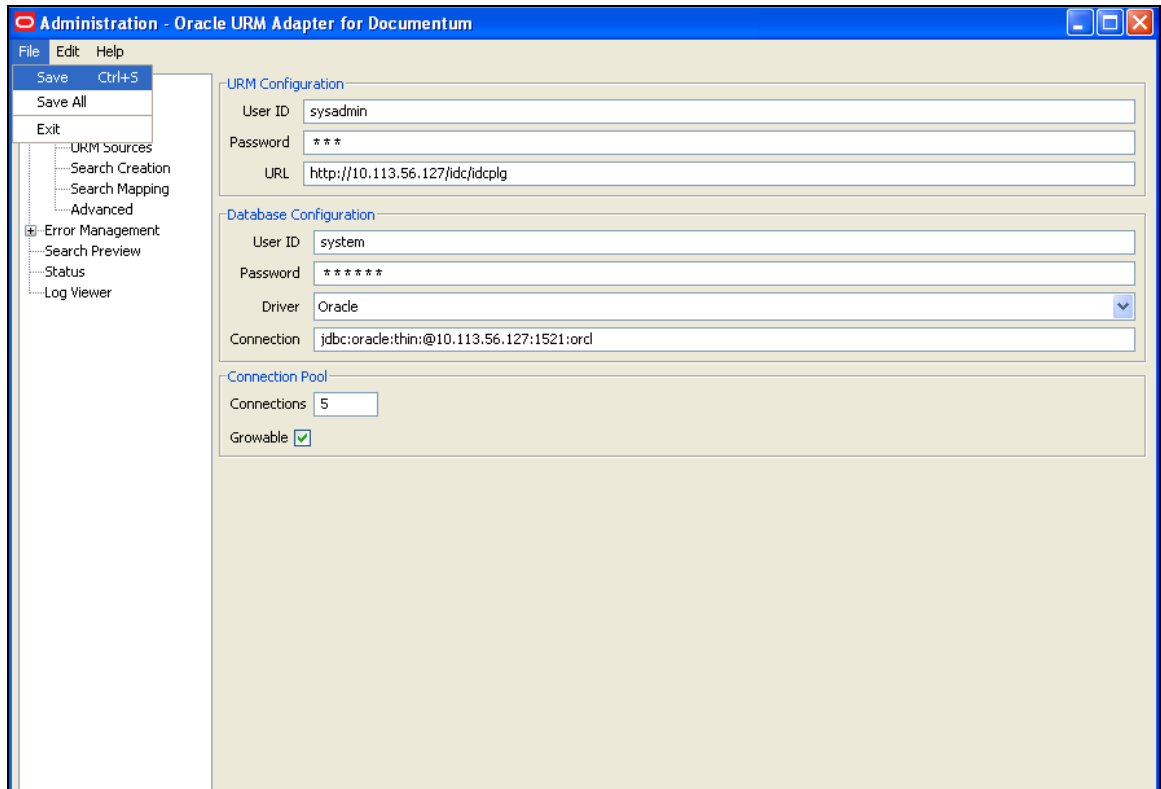 Administration - Oracle URM Adapter for Documentum
File Edit Help
Save Ctrl+S
Save All
Exit
URM Sources
Search Creation
Search Mapping
Advanced
Error Management
Search Preview
Status
Log Viewer
URM Configuration
User ID sysadmin
Password ***
URL http://10.113.56.127/idc/idcplg
Database Configuration
User ID system
Password ******
Driver Oracle
Connection jdbc:oracle:thin:@10.113.56.127:1521:orcl
Connection Pool
Connections 5
Growable